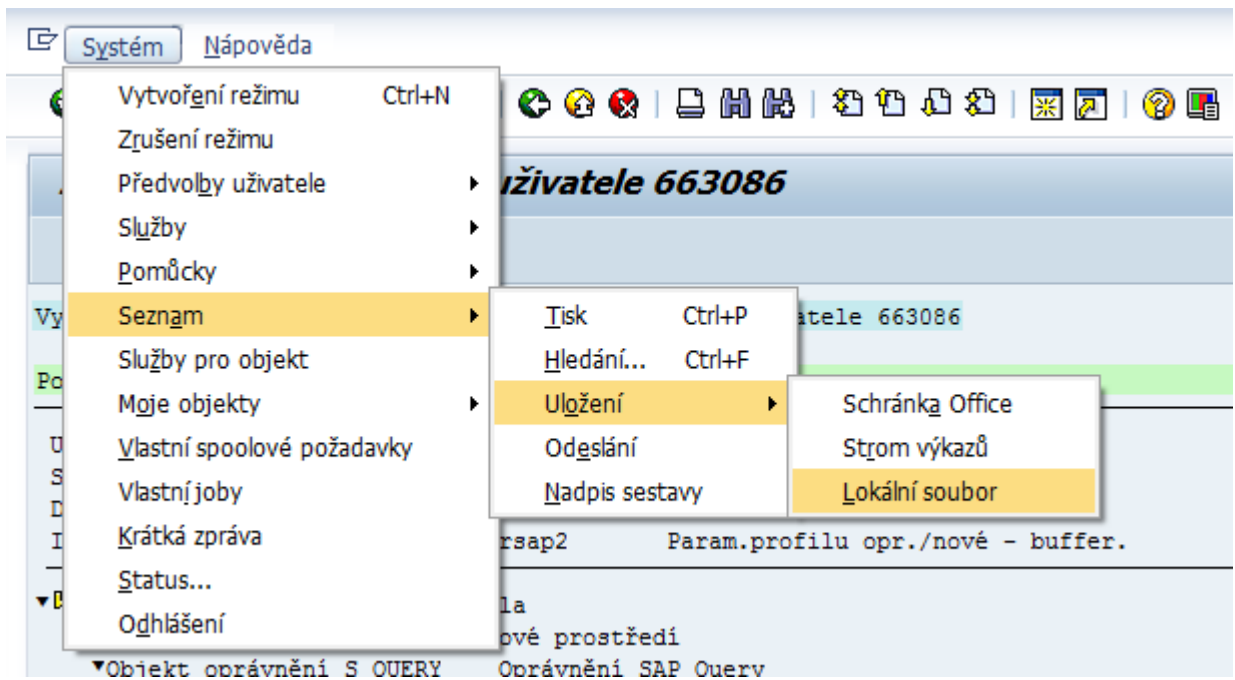 Systém Nápověda
Vytvoření režimu Ctrl+N
Zrušení režimu
Předvolby uživatele
uživatele 663086
Služby
Pomůcky
Vy Seznam Tisk Ctrl+P atele 663086
Služby pro objekt Hledání... Ctrl+F
Po
Moje objekty Uložení Schránka Office
U Vlastní spoolové požadavky Odeslání Strom výkazů
S
Vlastní joby Nadpis sestavy Lokální soubor
D
I Krátká zpráva rsap2 Param.profilu opr./nové - buffer.
Status...
la
Odhlášení
ové prostředí
Objekt oprávnění S_QUERY Oprávnění SAP Query